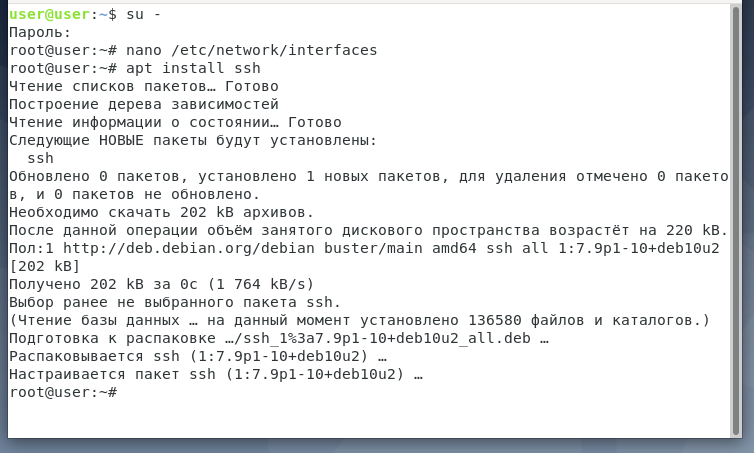 user@user:~$ su -
Пароль:
root@user:~# nano /etc/network/interfaces
root@user:~# apt install ssh
Чтение списков пакетов… Готово
Построение дерева зависимостей
Чтение информации о состоянии… Готово
Следующие НОВЫЕ пакеты будут установлены:
  ssh
Обновлено 0 пакетов, установлено 1 новых пакетов, для удаления отмечено 0 пакето
в, и 0 пакетов не обновлено.
Необходимо скачать 202 kB архивов.
После данной операции объём занятого дискового пространства возрастёт на 220 kB.
Пол:1 http://deb.debian.org/debian buster/main amd64 ssh all 1:7.9p1-10+deb10u2
[202 kB]
Получено 202 kB за 0с (1 764 kB/s)
Выбор ранее не выбранного пакета ssh.
(Чтение базы данных … на данный момент установлено 136580 файлов и каталогов.)
Подготовка к распаковке …/ssh_1%3a7.9p1-10+deb10u2_all.deb …
Распаковывается ssh (1:7.9p1-10+deb10u2) …
Настраивается пакет ssh (1:7.9p1-10+deb10u2) …
root@user:~#